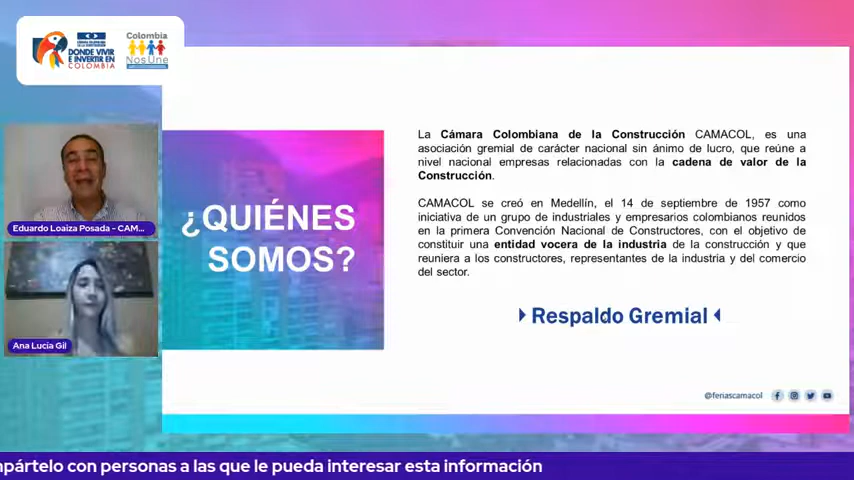 DONDE VIVIR
E INVERTIR EN
COLOMBIA
Colombia
NosUne
Eduardo Loaiza Posada - CAM...
Ana Lucía Gil
¿QUIÉNES
SOMOS?
La Cámara Colombiana de la Construcción CAMACOL, es una
asociación gremial de carácter nacional sin ánimo de lucro, que reúne a
nivel nacional empresas relacionadas con la cadena de valor de la
Construcción.
CAMACOL se creó en Medellín, el 14 de septiembre de 1957 como
iniciativa de un grupo de industriales y empresarios colombianos reunidos
en la primera Convención Nacional de Constructores, con el objetivo de
constituir una entidad vocera de la industria de la construcción y que
reuniera a los constructores, representantes de la industria y del comercio
del sector.
Respaldo Gremial
@feriascamacol
mpártelo con personas a las que le pueda interesar esta información